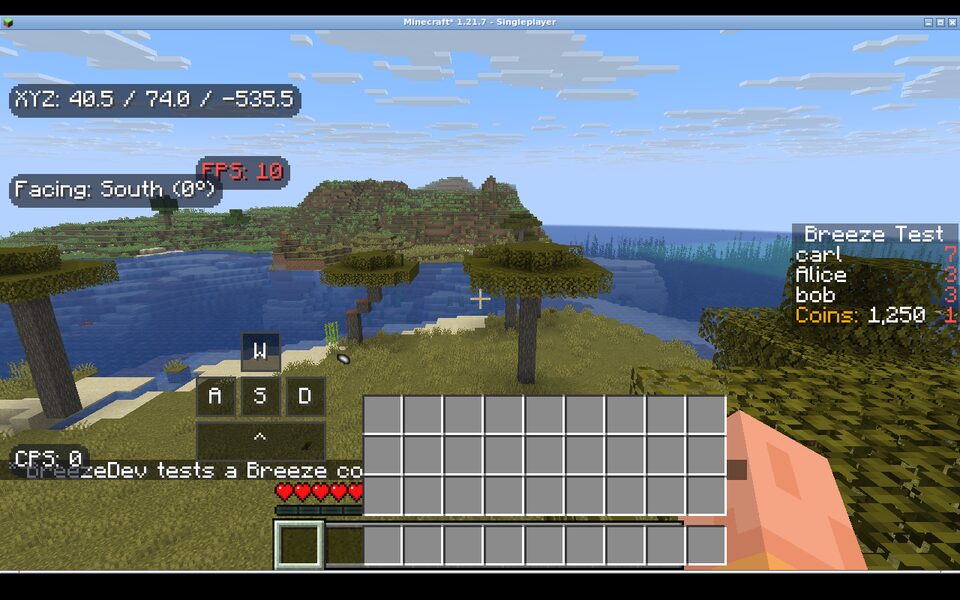 Minecraft* 1.21.7 - Singleplayer
XYZ: 40.5 / 74.0 / -535.5
FPS: 10
Facing: South (0°)
Breeze Test
carl 7
Alice 3
bob 3
Coins: 1,250 -1
W
A S D
^
CPS: 0
BreezeDev tests a Breeze co